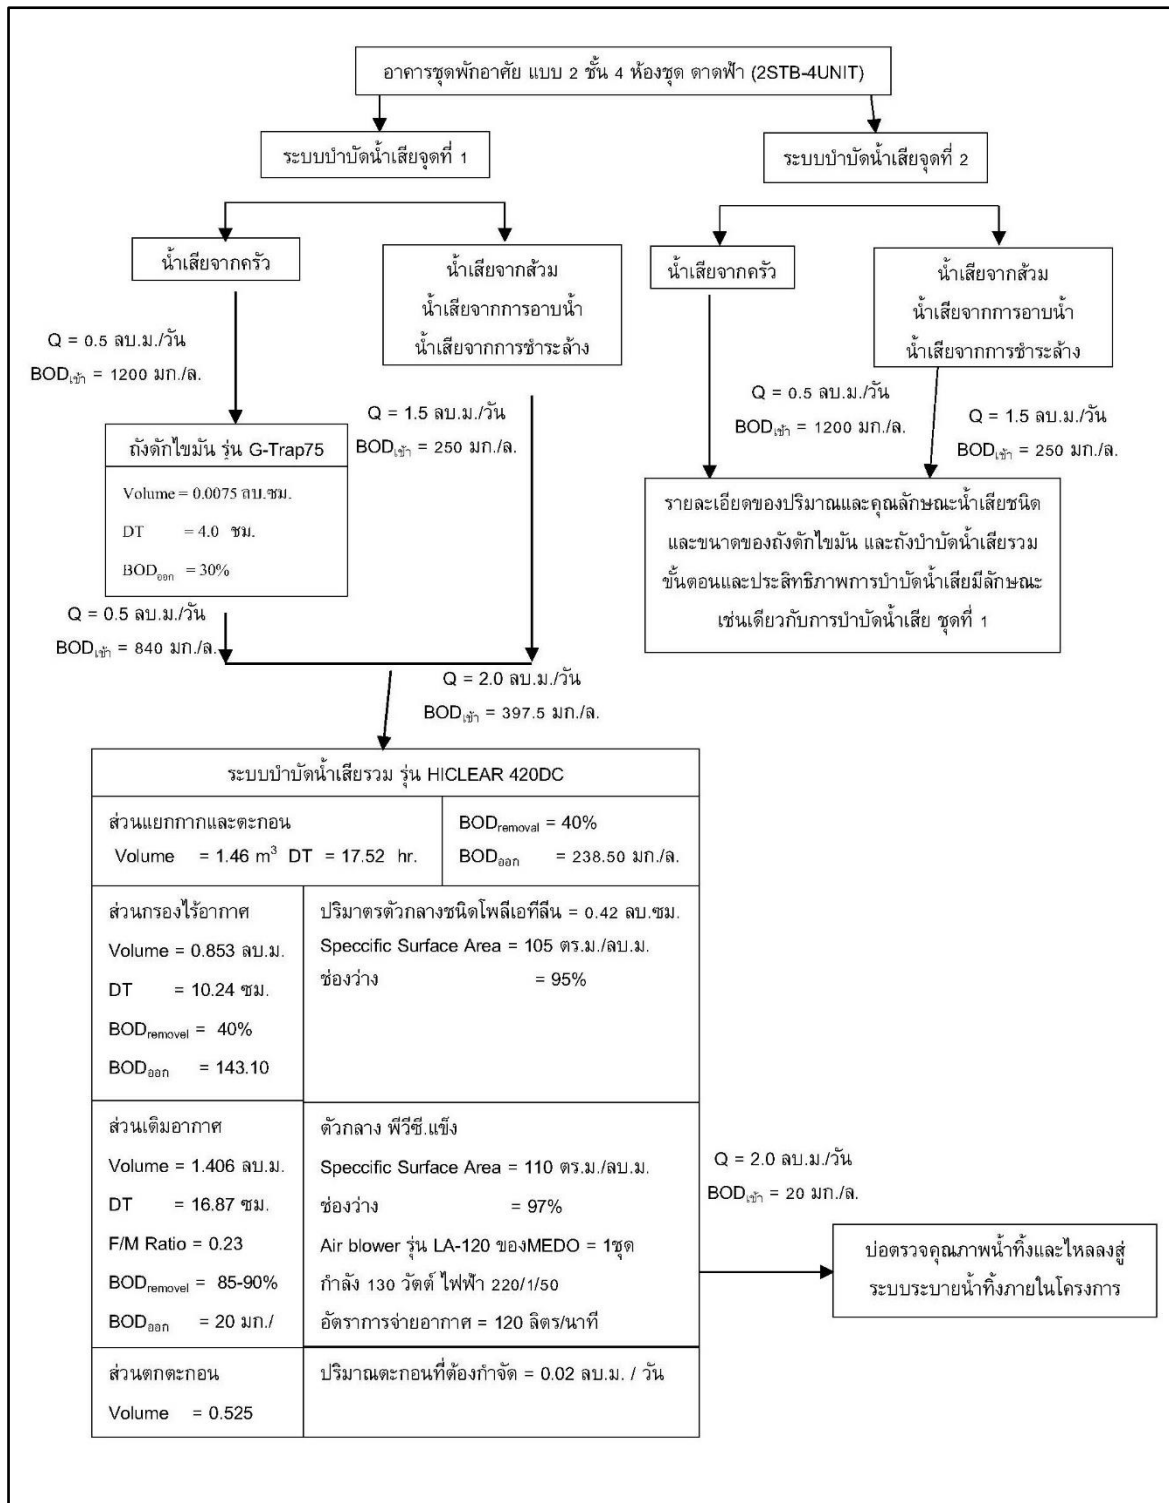 อาคารชุดพักอาศัย แบบ 2 ชั้น 4 ห้องชุด ดาดฟ้า (2STB-4UNIT)
ระบบบำบัดน้ำเสียจุดที่ 1
ระบบบำบัดน้ำเสียจุดที่ 2
น้ำเสียจากครัว
น้ำเสียจากส้วม
น้ำเสียจากการอาบน้ำ
น้ำเสียจากการชำระล้าง
น้ำเสียจากครัว
น้ำเสียจากส้วม
น้ำเสียจากการอาบน้ำ
น้ำเสียจากการชำระล้าง
Q = 0.5 ลบ.ม./วัน
BODเข้า = 1200 มก./ล.
Q = 1.5 ลบ.ม./วัน
BODเข้า = 250 มก./ล.
Q = 0.5 ลบ.ม./วัน
BODเข้า = 1200 มก./ล.
Q = 1.5 ลบ.ม./วัน
BODเข้า = 250 มก./ล.
ถังดักไขมัน รุ่น G-Trap75
Volume = 0.0075 ลบ.ซม.
DT = 4.0 ชม.
BODออก = 30%
รายละเอียดของปริมาณและคุณลักษณะน้ำเสียชนิด
และขนาดของถังดักไขมัน และถังบำบัดน้ำเสียรวม
ขั้นตอนและประสิทธิภาพการบำบัดน้ำเสียมีลักษณะ
เช่นเดียวกับการบำบัดน้ำเสีย ชุดที่ 1
Q = 0.5 ลบ.ม./วัน
BODเข้า = 840 มก./ล.
Q = 2.0 ลบ.ม./วัน
BODเข้า = 397.5 มก./ล.
ระบบบำบัดน้ำเสียรวม รุ่น HICLEAR 420DC
ส่วนแยกกากและตะกอน
Volume = 1.46 m³ DT = 17.52 hr.
BODremoval = 40%
BODออก = 238.50 มก./ล.
ส่วนกรองไร้อากาศ
Volume = 0.853 ลบ.ม.
DT = 10.24 ซม.
BODremovel = 40%
BODออก = 143.10
ปริมาตรตัวกลางชนิดโพลีเอทีลีน = 0.42 ลบ.ซม.
Speccific Surface Area = 105 ตร.ม./ลบ.ม.
ช่องว่าง = 95%
ส่วนเติมอากาศ
Volume = 1.406 ลบ.ม.
DT = 16.87 ซม.
F/M Ratio = 0.23
BODremovel = 85-90%
BODออก = 20 มก./
ตัวกลาง พีวีซี.แข็ง
Speccific Surface Area = 110 ตร.ม./ลบ.ม.
ช่องว่าง = 97%
Air blower รุ่น LA-120 ของMEDO = 1ชุด
กำลัง 130 วัตต์ ไฟฟ้า 220/1/50
อัตราการจ่ายอากาศ = 120 ลิตร/นาที
Q = 2.0 ลบ.ม./วัน
BODเข้า = 20 มก./ล.
บ่อตรวจคุณภาพน้ำทิ้งและไหลลงสู่
ระบบระบายน้ำทิ้งภายในโครงการ
ส่วนตกตะกอน
Volume = 0.525
ปริมาณตะกอนที่ต้องกำจัด = 0.02 ลบ.ม. / วัน